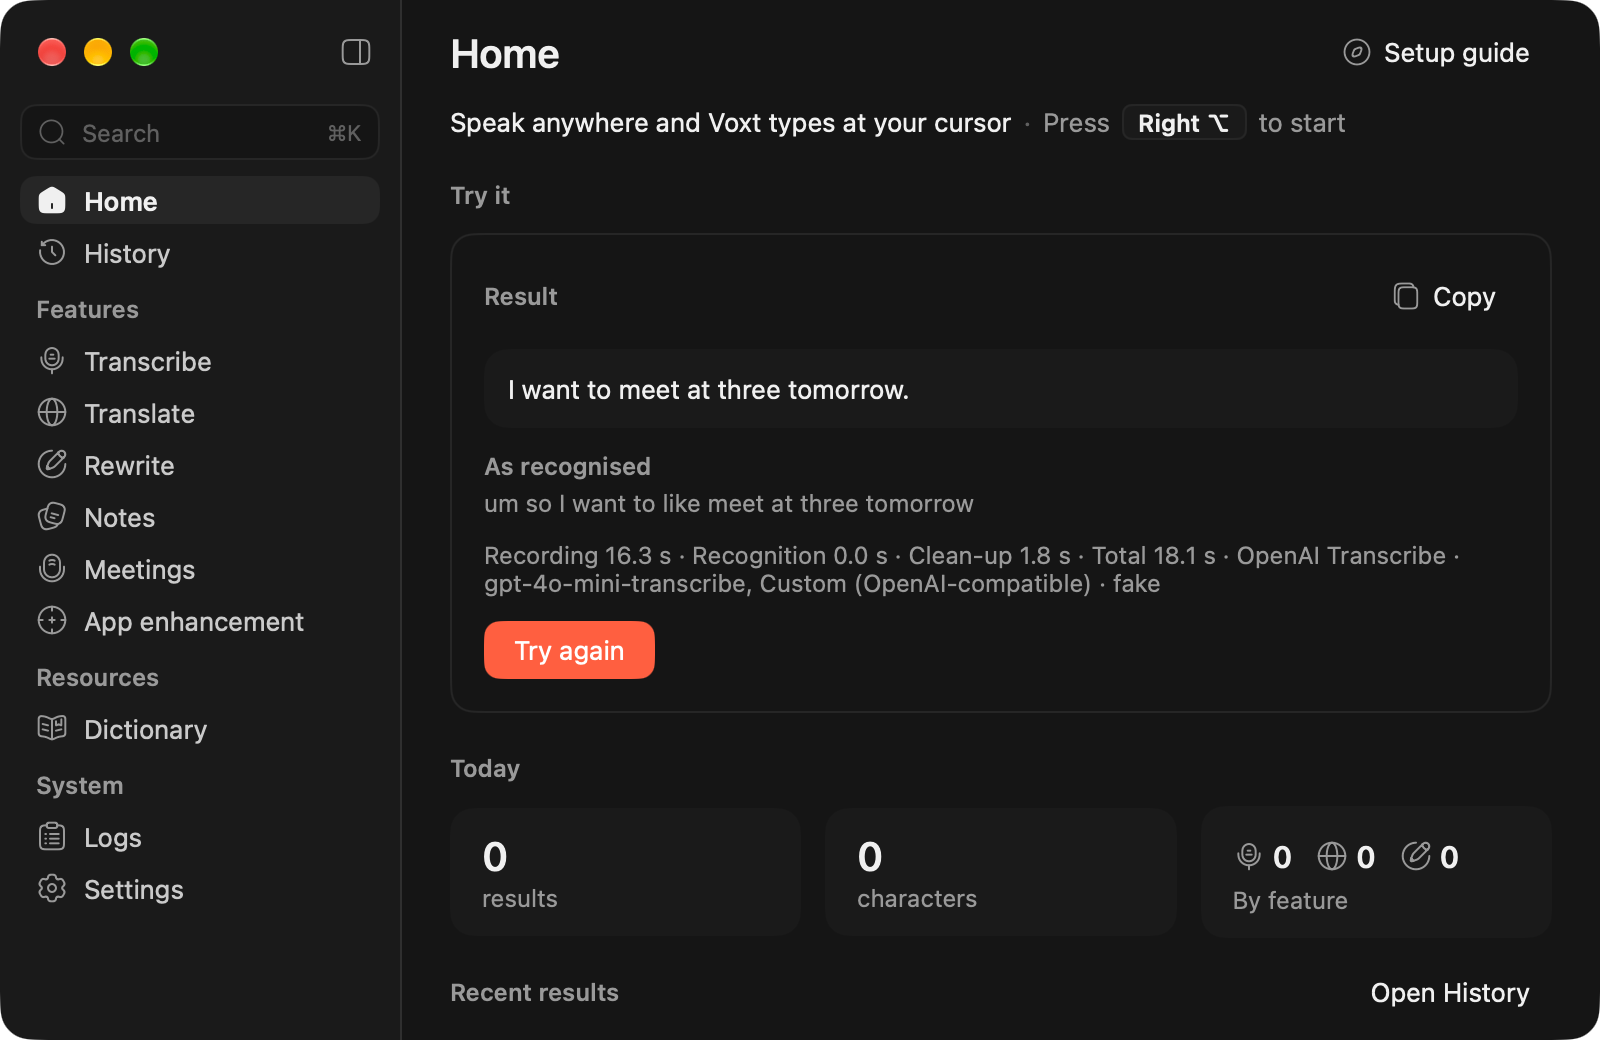 Search ⌘K
Home
History
Features
Transcribe
Translate
Rewrite
Notes
Meetings
App enhancement
Resources
Dictionary
System
Logs
Settings
Home
Setup guide
Speak anywhere and Voxt types at your cursor · Press Right ⌥ to start
Try it
Result
Copy
I want to meet at three tomorrow.
As recognised
um so I want to like meet at three tomorrow
Recording 16.3 s · Recognition 0.0 s · Clean-up 1.8 s · Total 18.1 s · OpenAI Transcribe ·
gpt-4o-mini-transcribe, Custom (OpenAI-compatible) · fake
Try again
Today
0
results
0
characters
0 0 0
By feature
Recent results
Open History